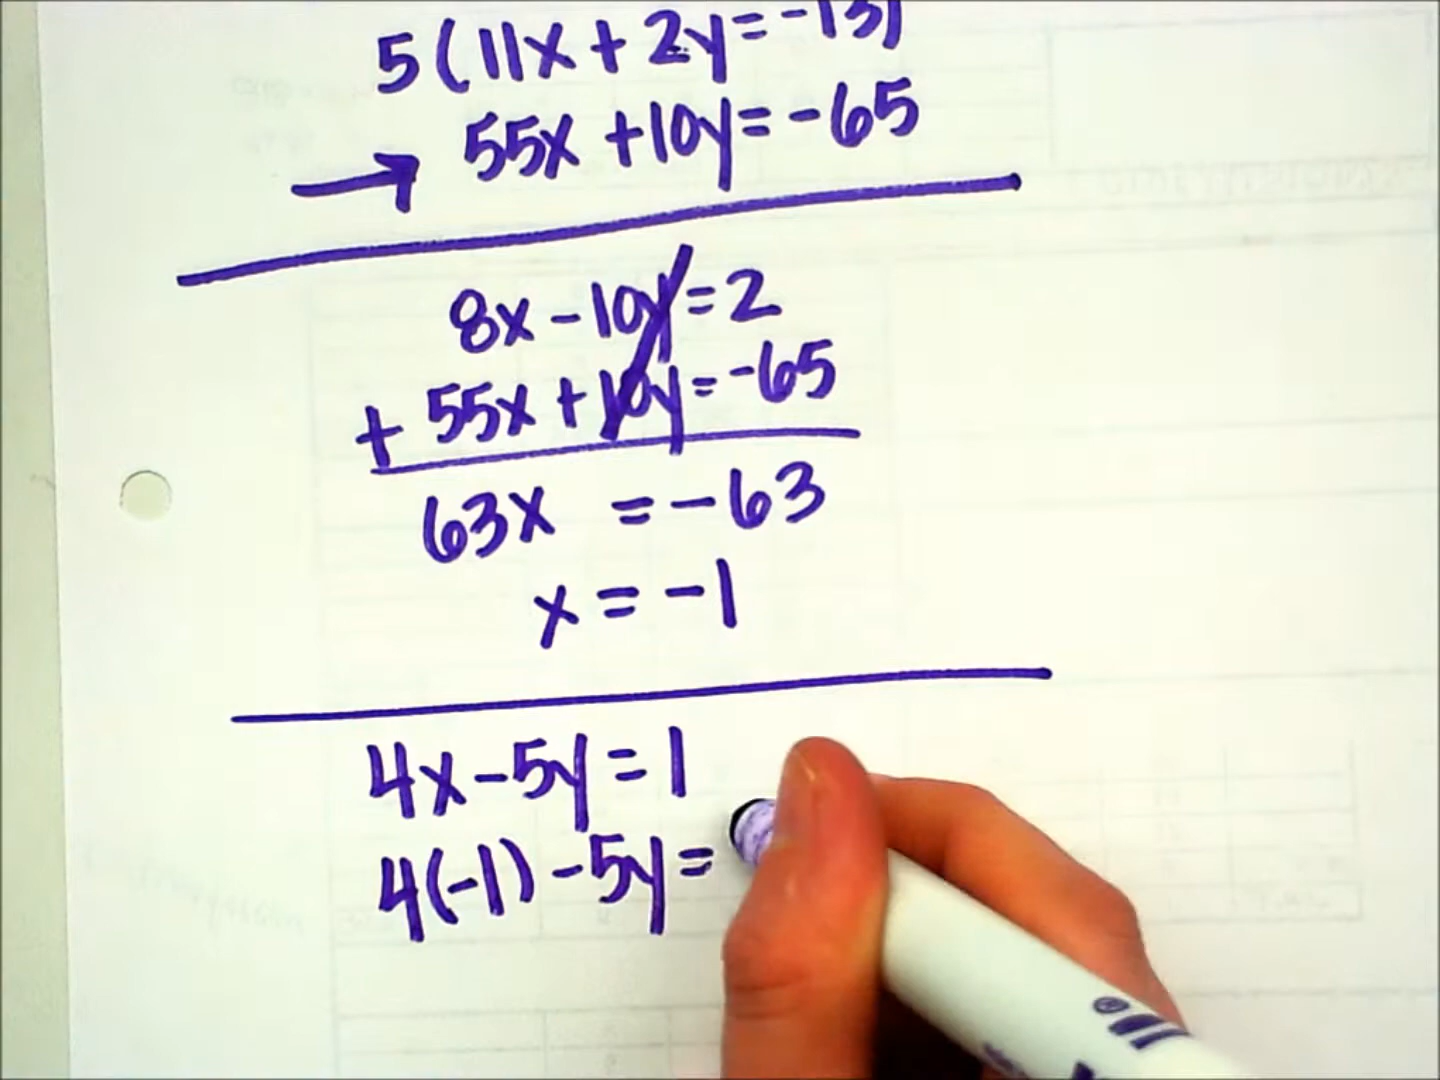 5(11x + 2y = -13)
→ 55x + 10y = -65
8x - 10y = 2
+ 55x + 10y = -65
63x = -63
x = -1
4x - 5y = 1
4(-1) - 5y =